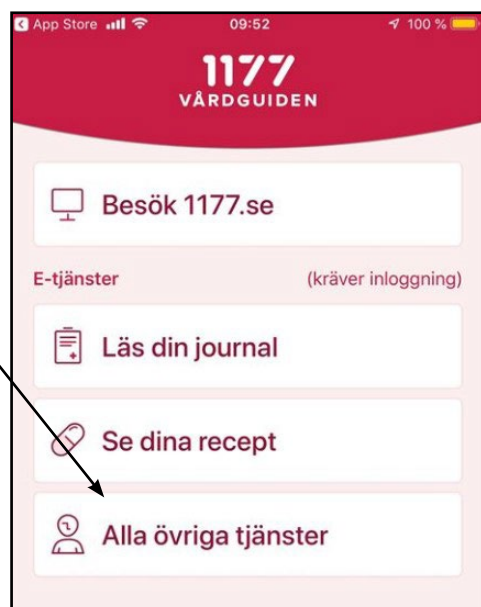 App Store 09:52 100 %
1177
VÅRDGUIDEN
Besök 1177.se
E-tjänster (kräver inloggning)
Läs din journal
Se dina recept
Alla övriga tjänster